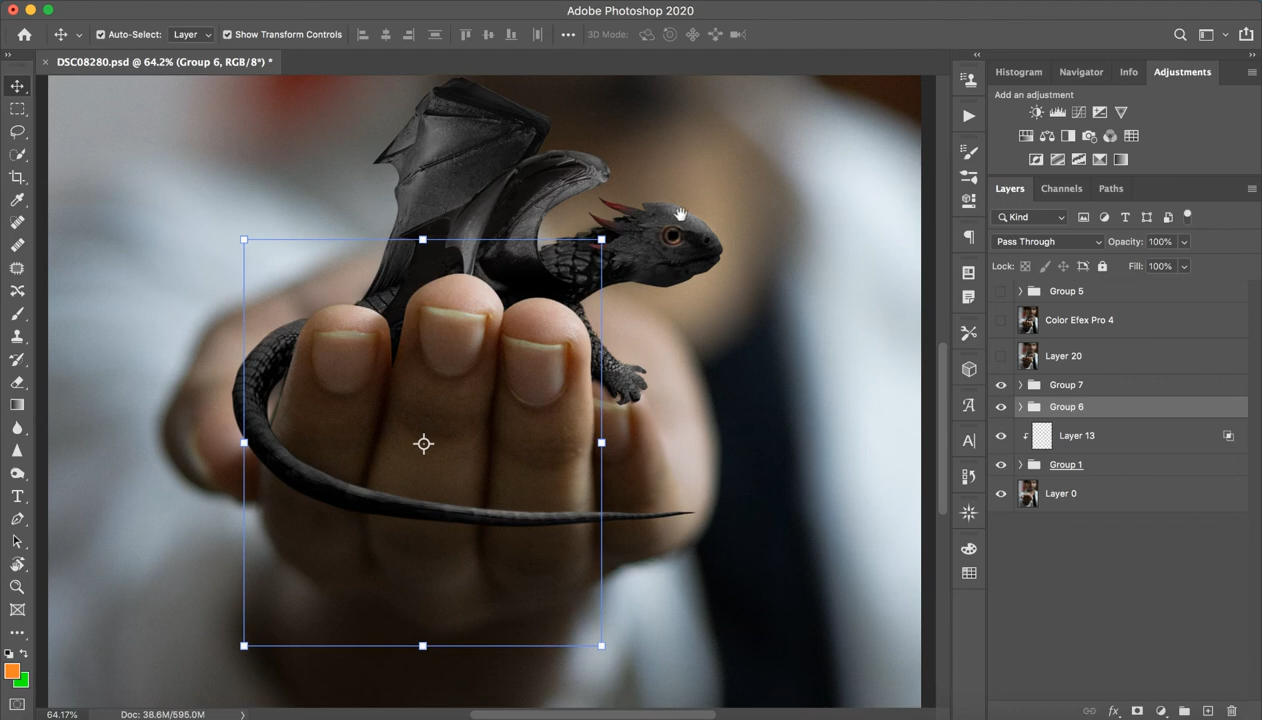 Adobe Photoshop 2020
Auto-Select: Layer Show Transform Controls 3D Mode:
DSC08280.psd @ 64.2% (Group 6, RGB/8*) *
Histogram Navigator Info Adjustments
Add an adjustment
Layers Channels Paths
Kind
Pass Through Opacity: 100%
Lock: Fill: 100%
Group 5
Color Efex Pro 4
Layer 20
Group 7
Group 6
Layer 13
Group 1
Layer 0
64.17% Doc: 38.6M/595.0M